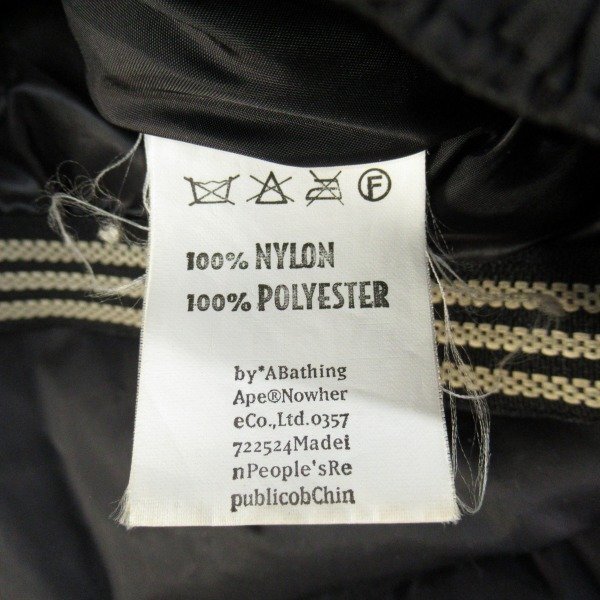 F
100% NYLON
100% POLYESTER
by*ABathing
Ape®Nowher
eCo.,Ltd.0357
722524Madei
nPeople'sRe
publicobChin